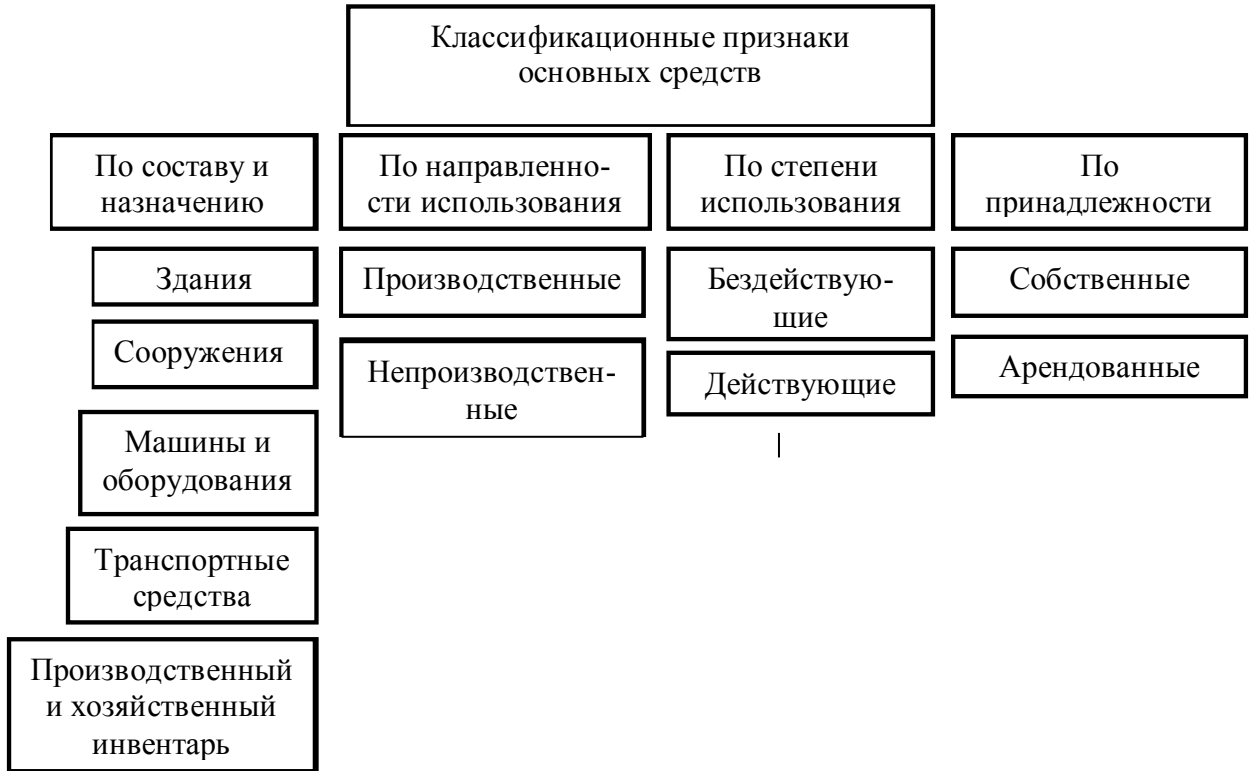 Классификационные признаки
основных средств
По составу и
назначению
По направленно-
сти использования
По степени
использования
По
принадлежности
Здания
Производственные
Бездействую-
щие
Собственные
Сооружения
Непроизводствен-
ные
Действующие
Арендованные
Машины и
оборудования
Транспортные
средства
Производственный
и хозяйственный
инвентарь